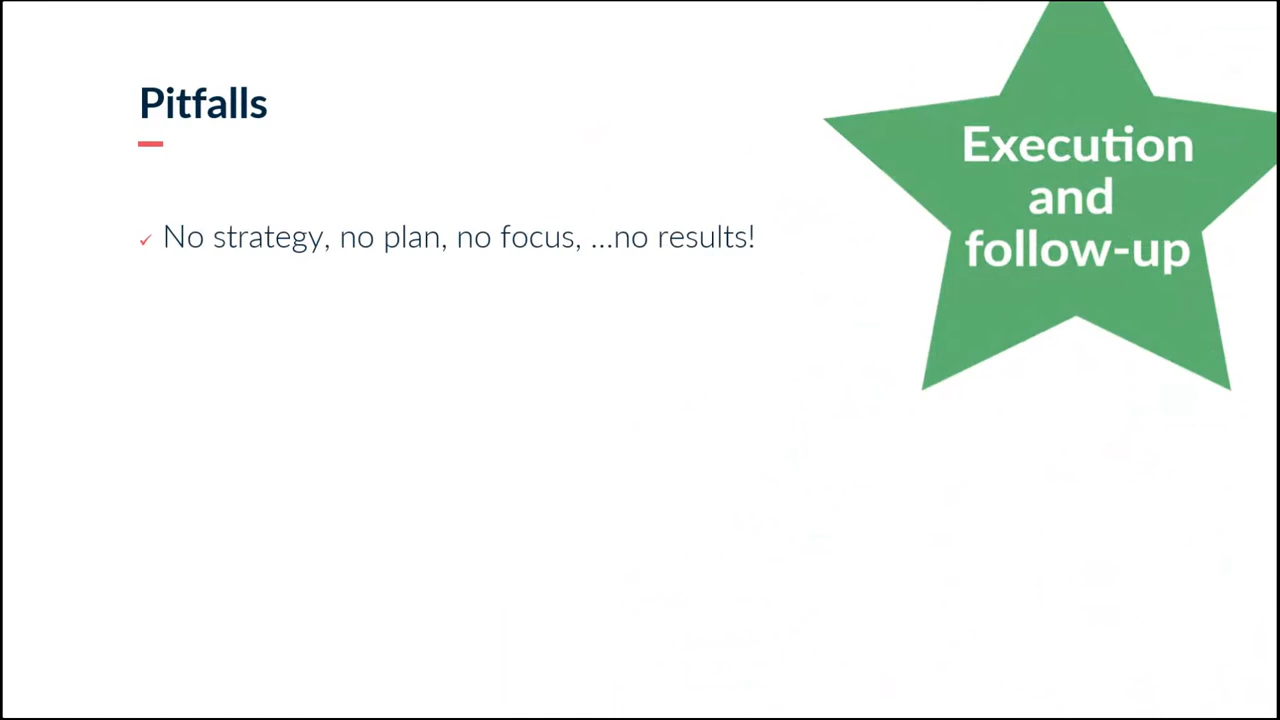 Pitfalls
No strategy, no plan, no focus, ...no results!
Execution
and
follow-up